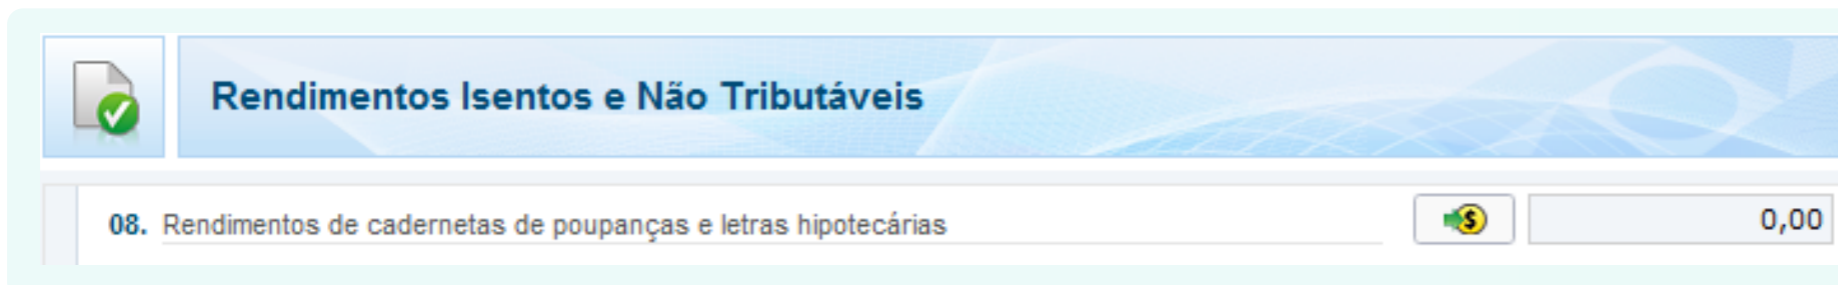 Rendimentos Isentos e Não Tributáveis
08. Rendimentos de cadernetas de poupanças e letras hipotecárias $ 0,00